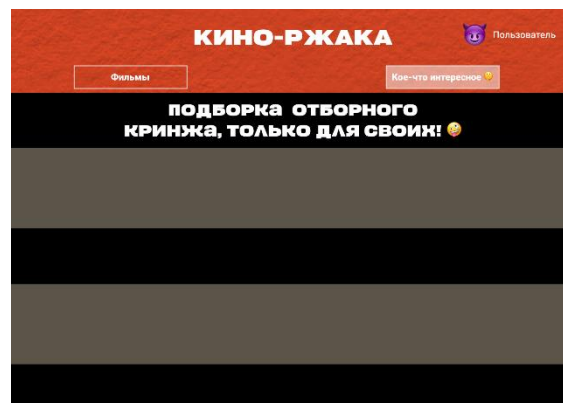 КИНО-РЖАКА
Пользователь
Фильмы
Кое-что интересное
ПОДБОРКА ОТБОРНОГО
КРИНЖА, ТОЛЬКО ДЛЯ СВОИХ!